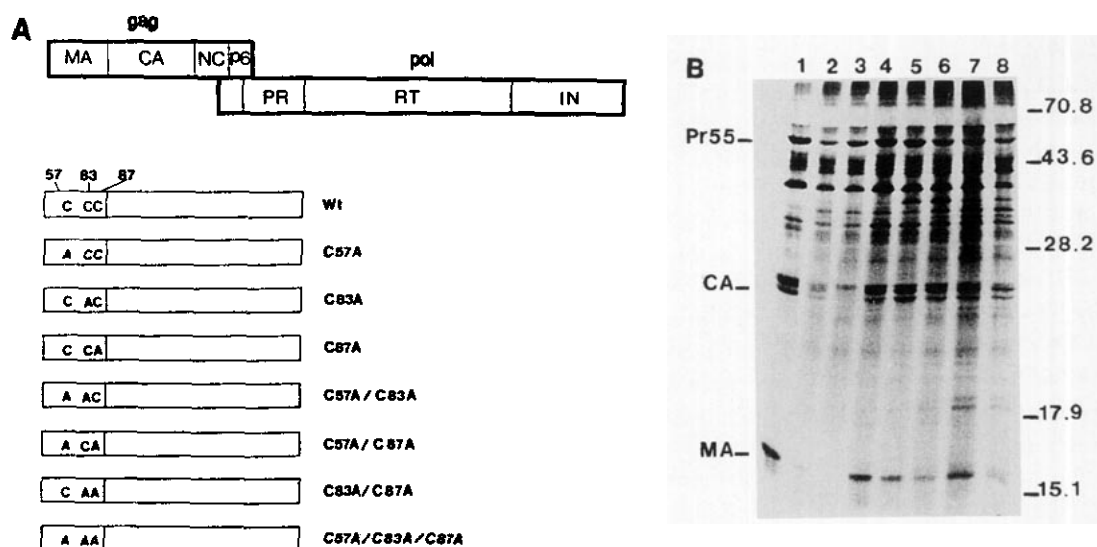 A
gag
MA CA NC p6
pol
PR RT IN
57 83 87
C CC Wt
A CC C57A
C AC C83A
C CA C87A
A AC C57A/C83A
A CA C57A/C87A
C AA C83A/C87A
A AA C57A/C83A/C87A
B
1 2 3 4 5 6 7 8
70.8
Pr55
43.6
28.2
CA
17.9
MA
15.1